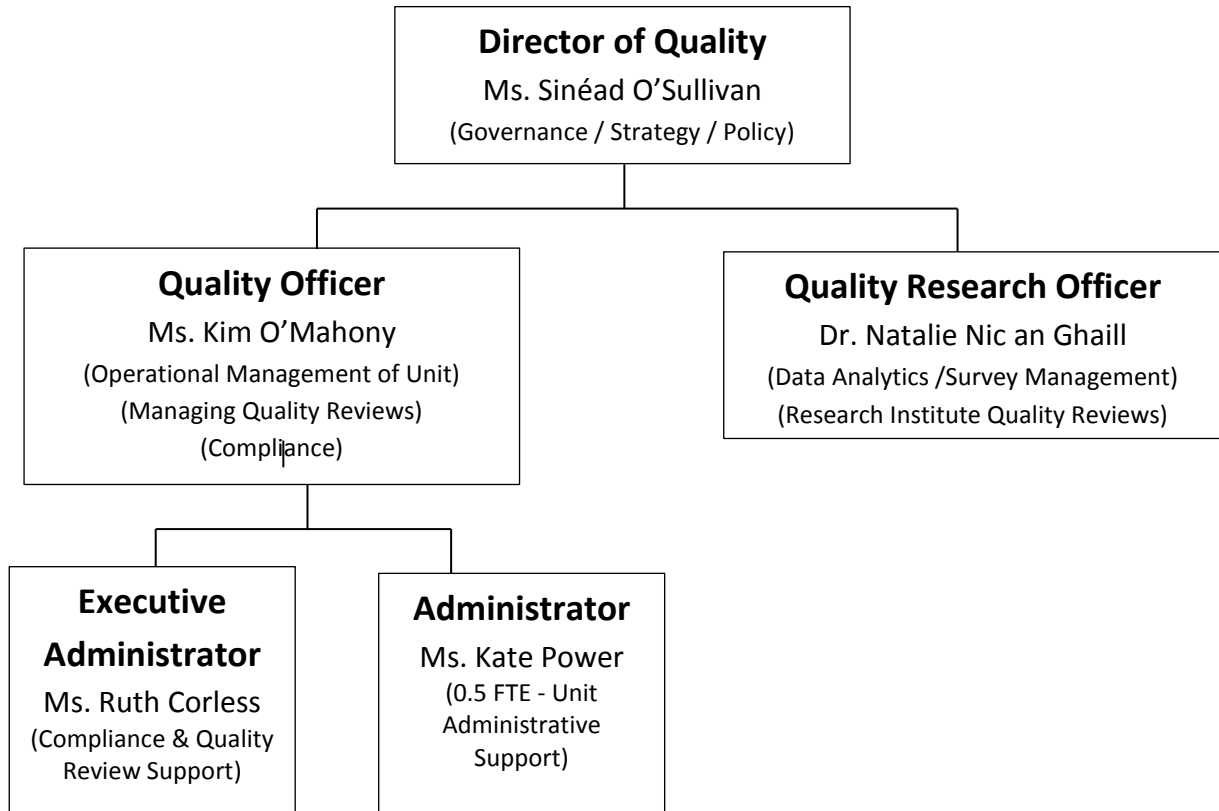 Director of Quality
Ms. Sinéad O’Sullivan
(Governance / Strategy / Policy)
Quality Officer
Ms. Kim O’Mahony
(Operational Management of Unit)
(Managing Quality Reviews)
(Compliance)
Quality Research Officer
Dr. Natalie Nic an Ghaill
(Data Analytics /Survey Management)
(Research Institute Quality Reviews)
Executive
Administrator
Ms. Ruth Corless
(Compliance & Quality
Review Support)
Administrator
Ms. Kate Power
(0.5 FTE - Unit
Administrative
Support)